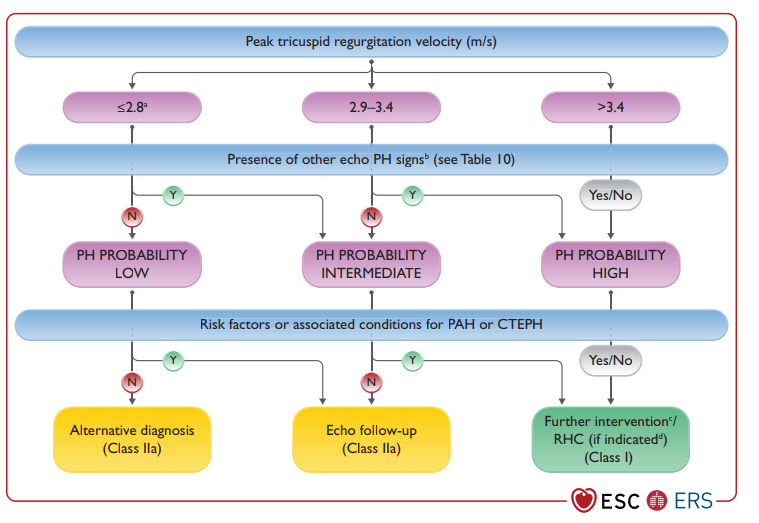 Peak tricuspid regurgitation velocity (m/s)
≤2.8ᵃ
2.9–3.4
>3.4
Presence of other echo PH signsᵇ (see Table 10)
Y
Y
Yes/No
N
N
PH PROBABILITY
LOW
PH PROBABILITY
INTERMEDIATE
PH PROBABILITY
HIGH
Risk factors or associated conditions for PAH or CTEPH
Y
Y
Yes/No
N
N
Alternative diagnosis
(Class IIa)
Echo follow-up
(Class IIa)
Further interventionᶜ/
RHC (if indicatedᵈ)
(Class I)
ESC ERS